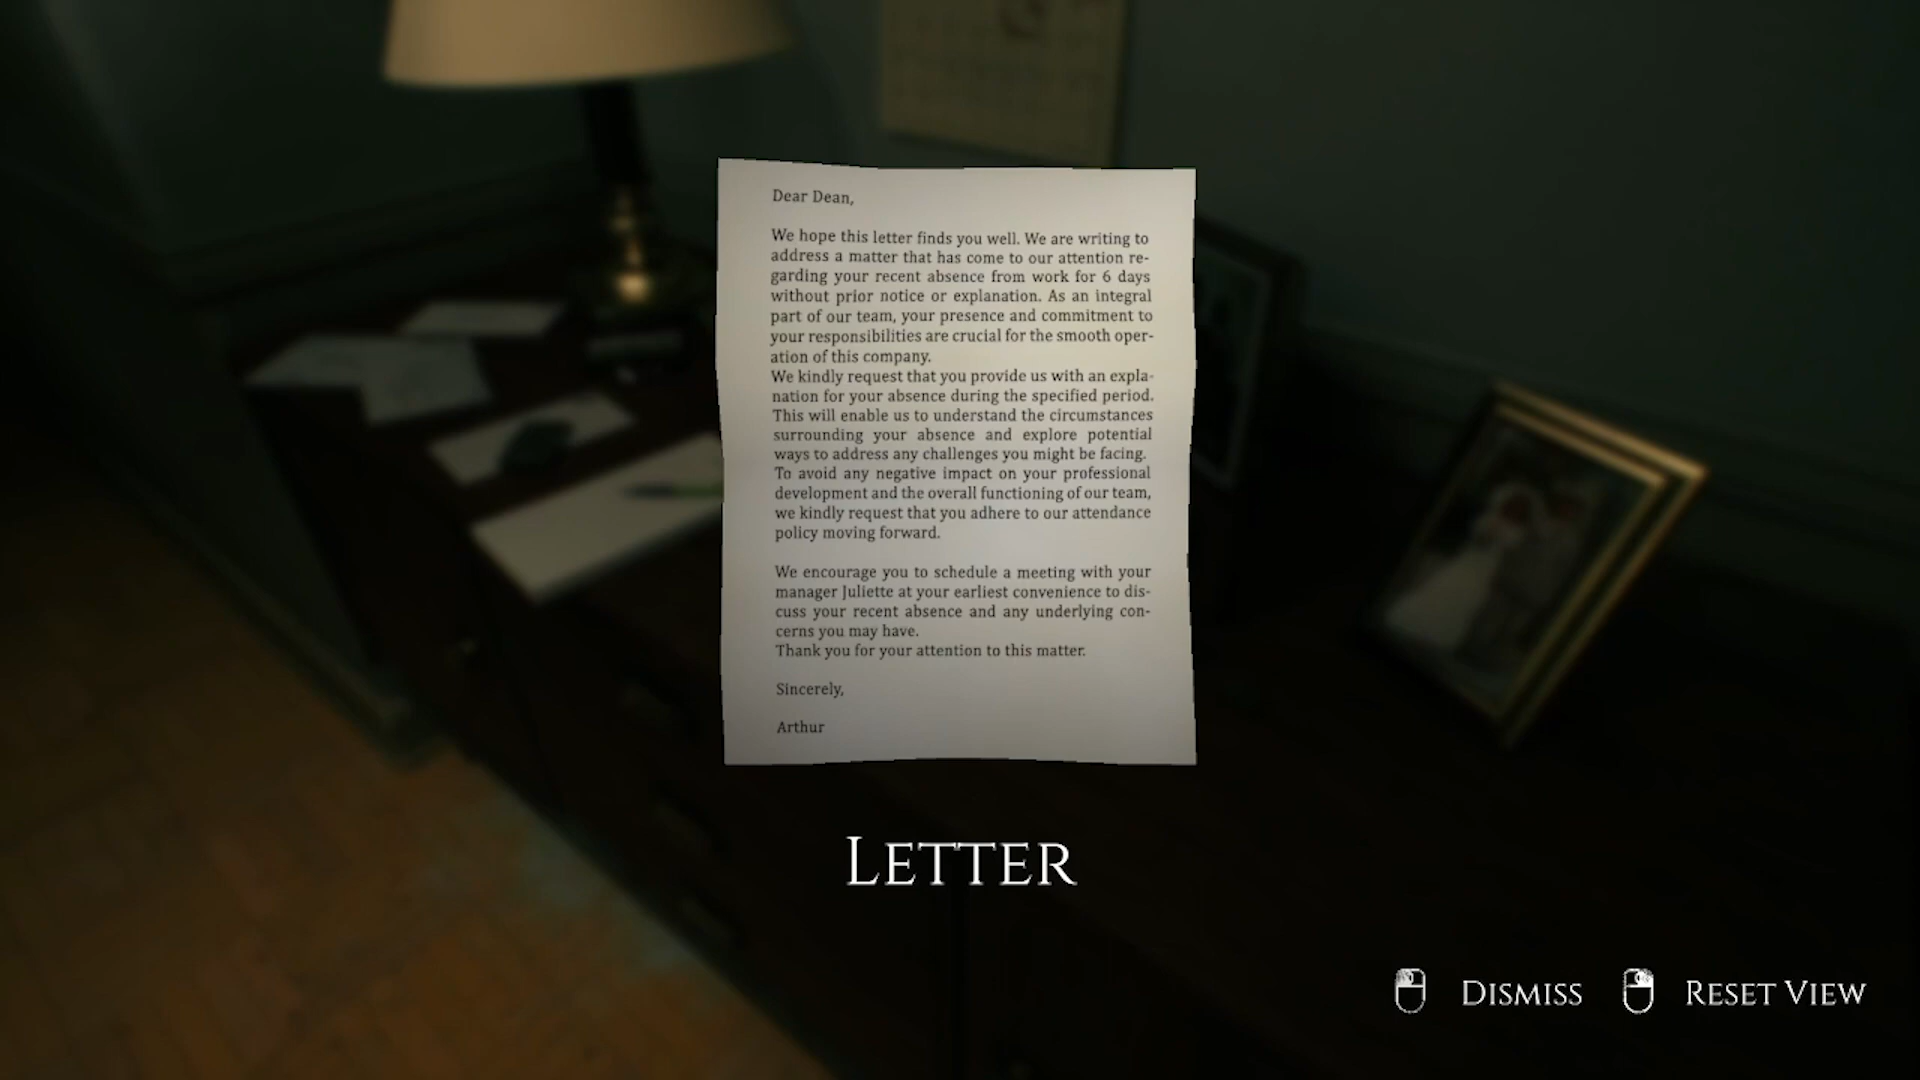 Dear Dean,
We hope this letter finds you well. We are writing to
address a matter that has come to our attention re-
garding your recent absence from work for 6 days
without prior notice or explanation. As an integral
part of our team, your presence and commitment to
your responsibilities are crucial for the smooth oper-
ation of this company.
We kindly request that you provide us with an expla-
nation for your absence during the specified period.
This will enable us to understand the circumstances
surrounding your absence and explore potential
ways to address any challenges you might be facing.
To avoid any negative impact on your professional
development and the overall functioning of our team,
we kindly request that you adhere to our attendance
policy moving forward.
We encourage you to schedule a meeting with your
manager Juliette at your earliest convenience to dis-
cuss your recent absence and any underlying con-
cerns you may have.
Thank you for your attention to this matter.
Sincerely,
Arthur
LETTER
DISMISS RESET VIEW